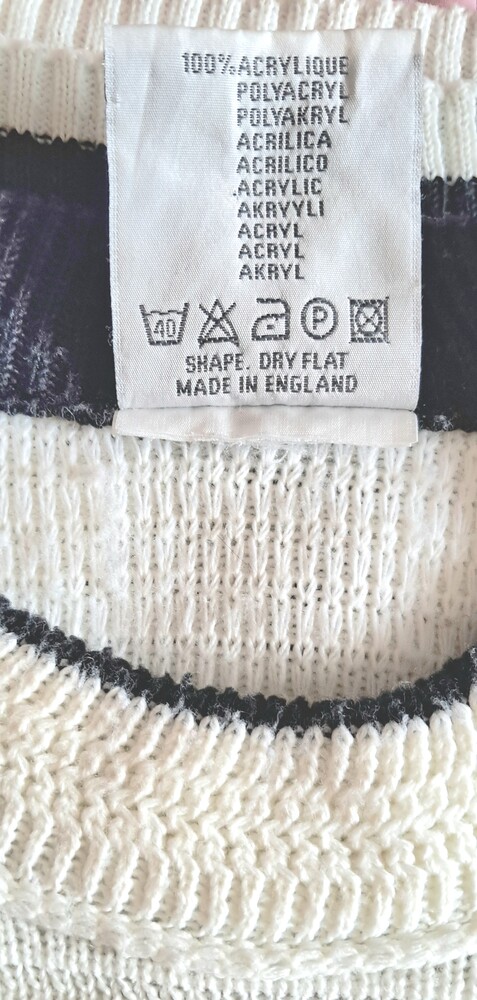 100% ACRYLIQUE
POLYACRYL
POLYAKRYL
ACRILICA
ACRILICO
.ACRYLIC
AKRYYLI
ACRYL
ACRYL
AKRYL
40 P
SHAPE. DRY FLAT
MADE IN ENGLAND